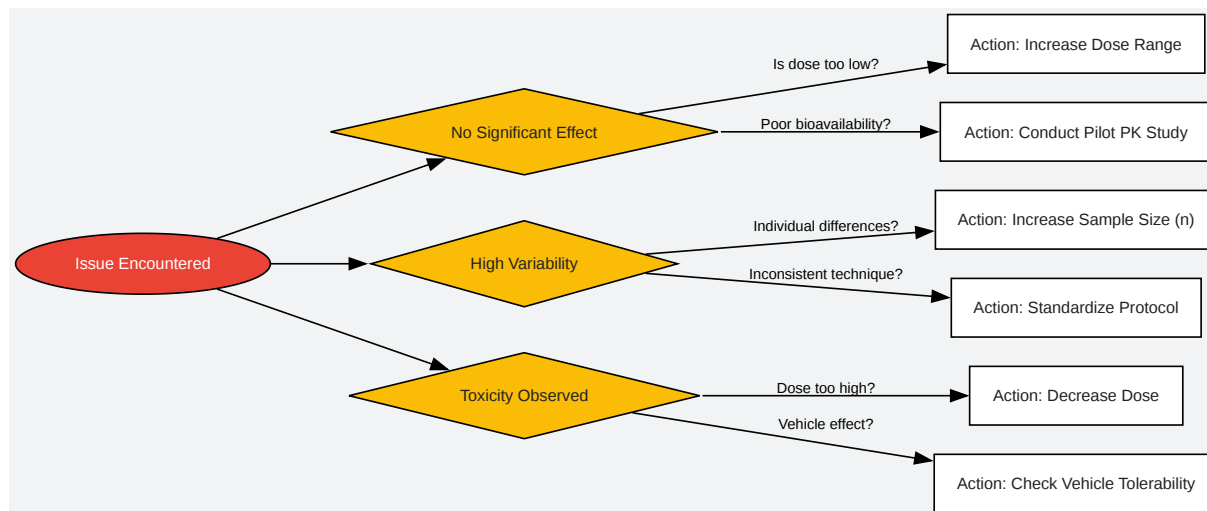 Issue Encountered
No Significant Effect
Is dose too low?
Action: Increase Dose Range
Poor bioavailability?
Action: Conduct Pilot PK Study
High Variability
Individual differences?
Action: Increase Sample Size (n)
Inconsistent technique?
Action: Standardize Protocol
Toxicity Observed
Dose too high?
Action: Decrease Dose
Vehicle effect?
Action: Check Vehicle Tolerability